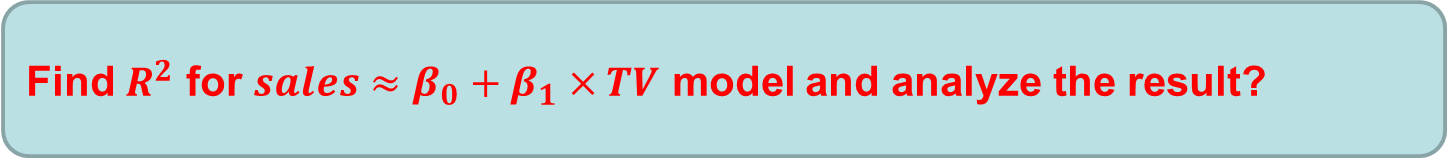 Find R² for sales ≈ β₀ + β₁ × TV model and analyze the result?